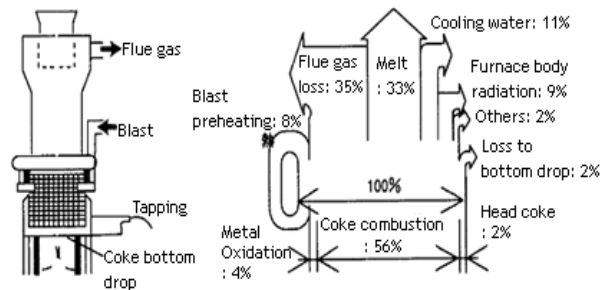 Flue gas
Blast
Tapping
Coke bottom
drop
Cooling water: 11%
Flue gas
loss: 35%
Melt
: 33%
Furnace body
radiation: 9%
Others: 2%
Blast
preheating: 8%
Loss to
bottom drop: 2%
100%
Metal
Oxidation
: 4%
Coke combustion
: 56%
Head coke
: 2%